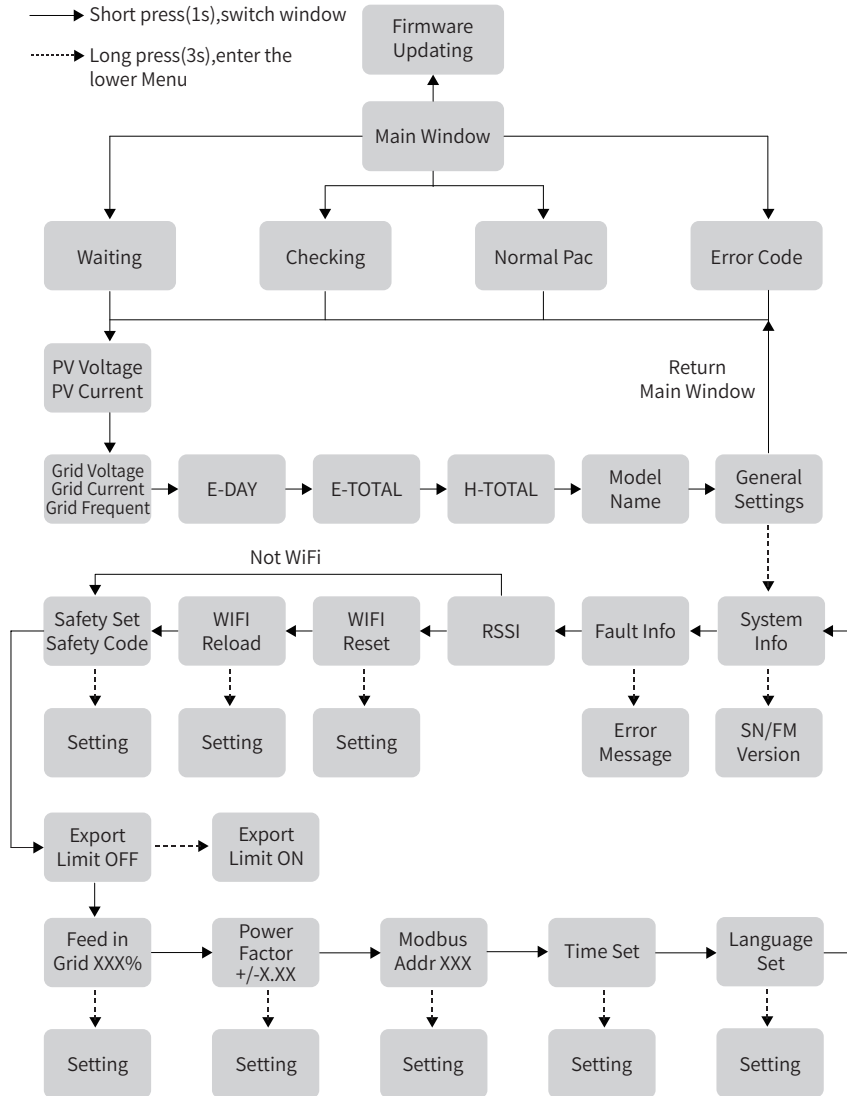 Short press(1s),switch window
Long press(3s),enter the
lower Menu
Firmware
Updating
Main Window
Waiting
Checking
Normal Pac
Error Code
PV Voltage
PV Current
Return
Main Window
Grid Voltage
Grid Current
Grid Frequent
E-DAY
E-TOTAL
H-TOTAL
Model
Name
General
Settings
Not WiFi
Safety Set
Safety Code
WIFI
Reload
WIFI
Reset
RSSI
Fault Info
System
Info
Setting
Setting
Setting
Error
Message
SN/FM
Version
Export
Limit OFF
Export
Limit ON
Feed in
Grid XXX%
Power
Factor
+/-X.XX
Modbus
Addr XXX
Time Set
Language
Set
Setting
Setting
Setting
Setting
Setting